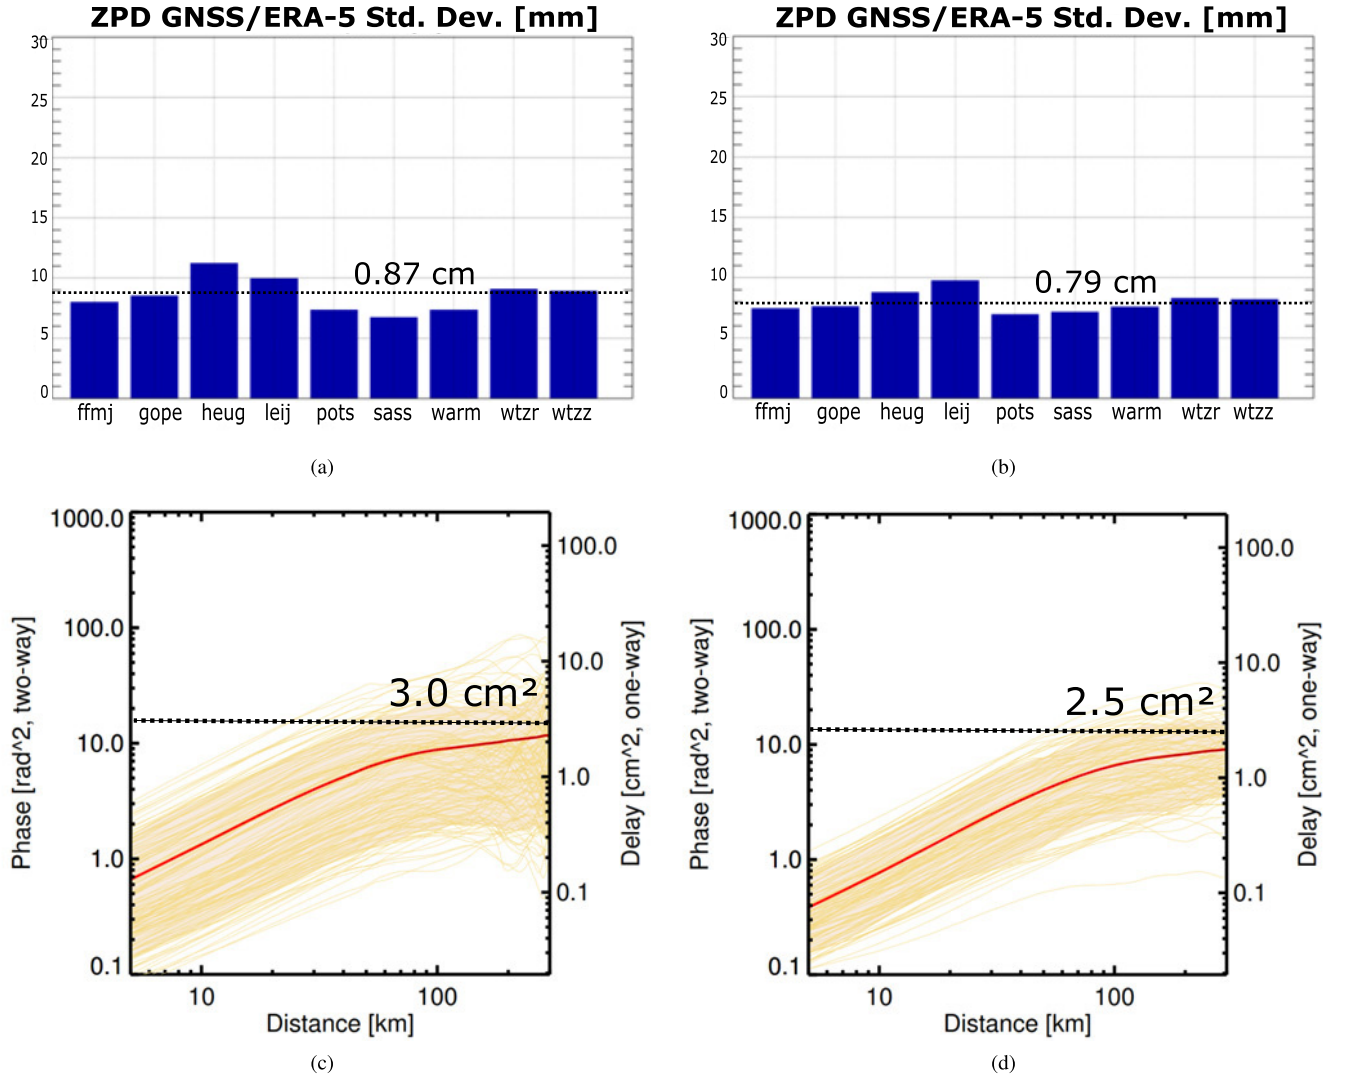 ZPD GNSS/ERA-5 Std. Dev. [mm]
30
25
20
15
10
5
0
0.87 cm
ffmj gope heug leij pots sass warm wtzr wtzz
(a)
ZPD GNSS/ERA-5 Std. Dev. [mm]
30
25
20
15
10
5
0
0.79 cm
ffmj gope heug leij pots sass warm wtzr wtzz
(b)
Phase [rad^2, two-way]
1000.0
100.0
10.0
1.0
0.1
3.0 cm²
100.0
10.0
1.0
0.1
Delay [cm^2, one-way]
10 100
Distance [km]
(c)
Phase [rad^2, two-way]
1000.0
100.0
10.0
1.0
0.1
2.5 cm²
100.0
10.0
1.0
0.1
Delay [cm^2, one-way]
10 100
Distance [km]
(d)